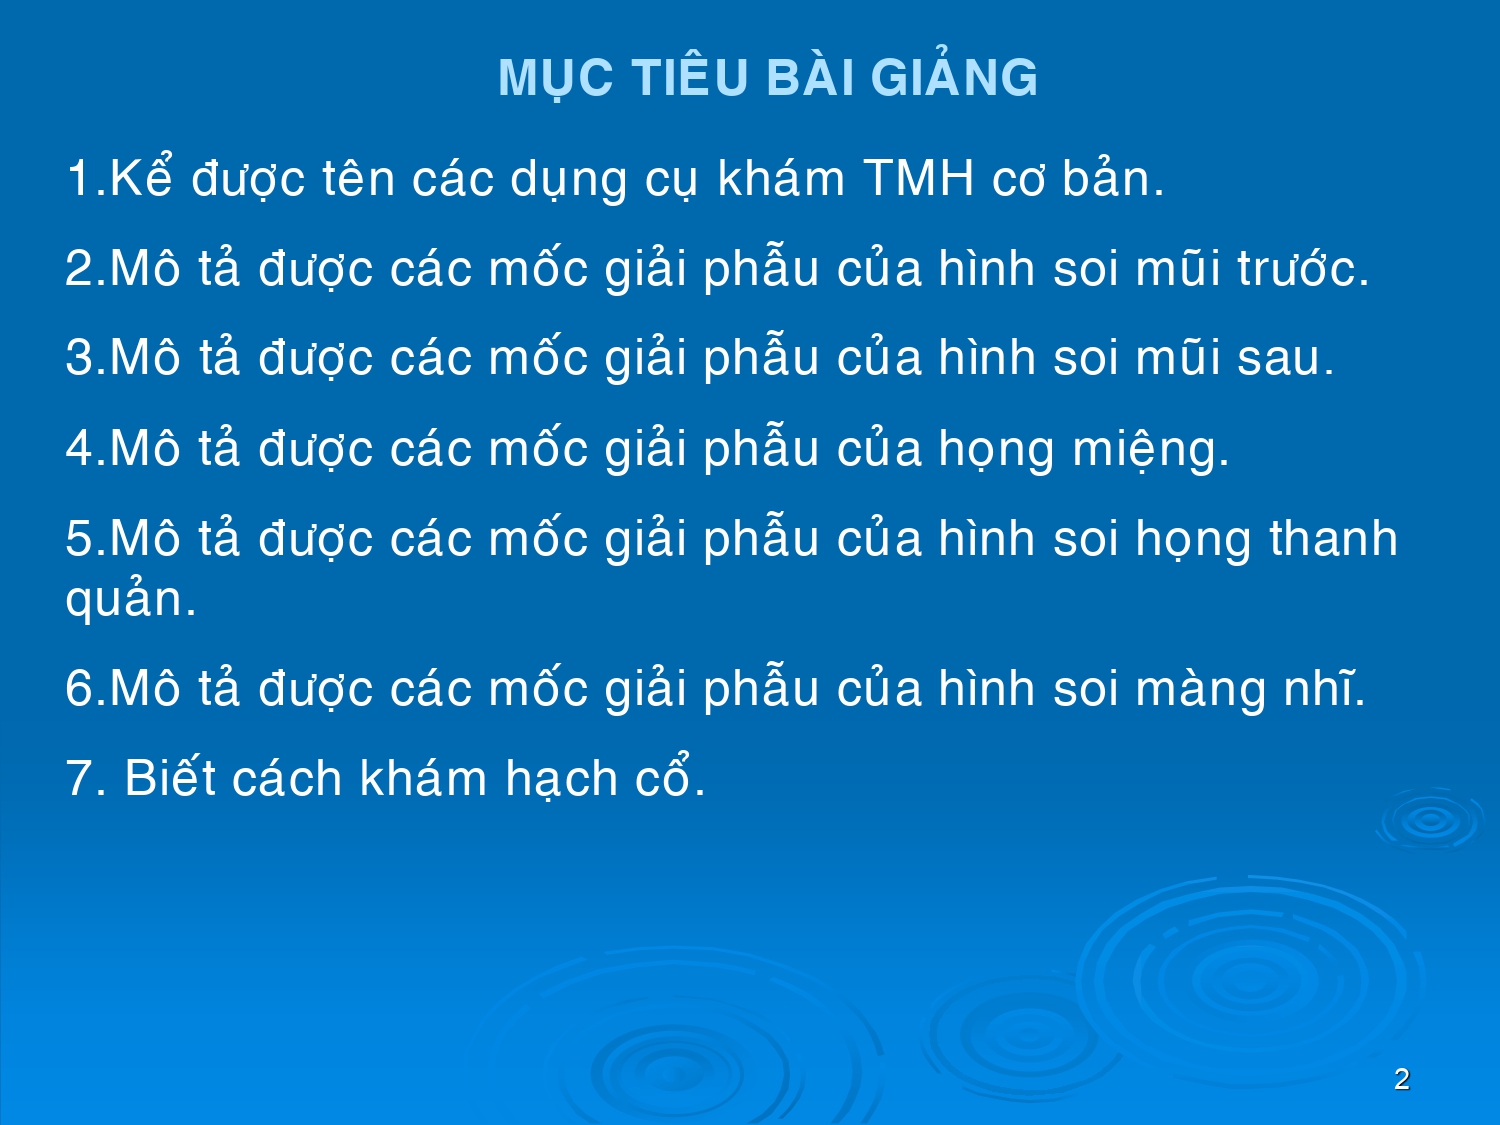 MỤC TIÊU BÀI GIẢNG
1.Kể được tên các dụng cụ khám TMH cơ bản.
2.Mô tả được các mốc giải phẫu của hình soi mũi trước.
3.Mô tả được các mốc giải phẫu của hình soi mũi sau.
4.Mô tả được các mốc giải phẫu của họng miệng.
5.Mô tả được các mốc giải phẫu của hình soi họng thanh
quản.
6.Mô tả được các mốc giải phẫu của hình soi màng nhĩ.
7. Biết cách khám hạch cổ.
2